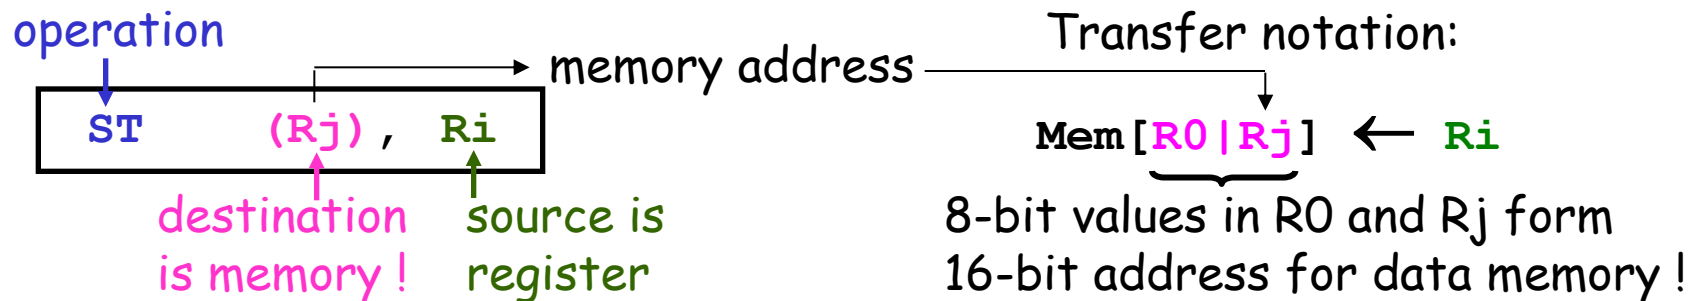 operation
Transfer notation:
memory address
ST (Rj), Ri
Mem[R0|Rj] ← Ri
destination
is memory !
source is
register
8-bit values in R0 and Rj form
16-bit address for data memory !